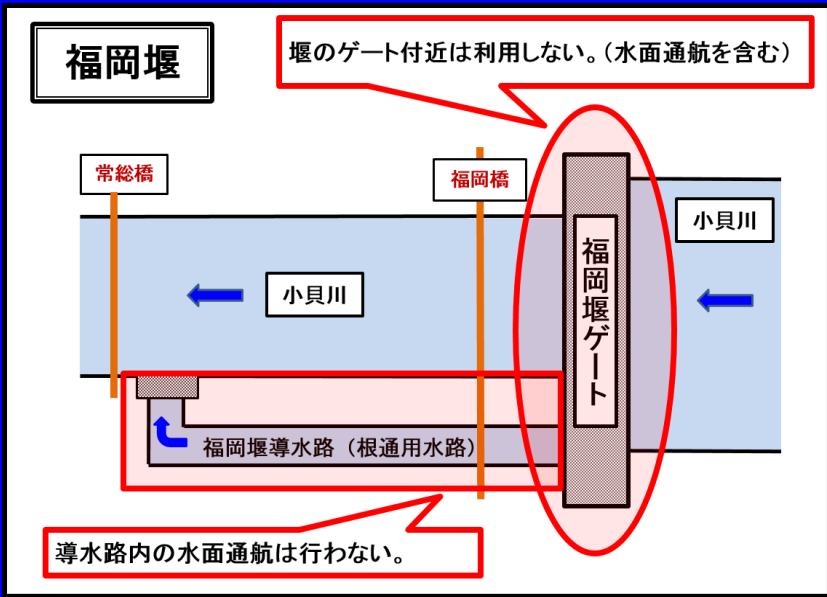 福岡堰
堰のゲート付近は利用しない。（水面通航を含む）
常総橋
福岡橋
小貝川
小貝川
福岡堰ゲート
福岡堰導水路（根通用水路）
導水路内の水面通航は行わない。